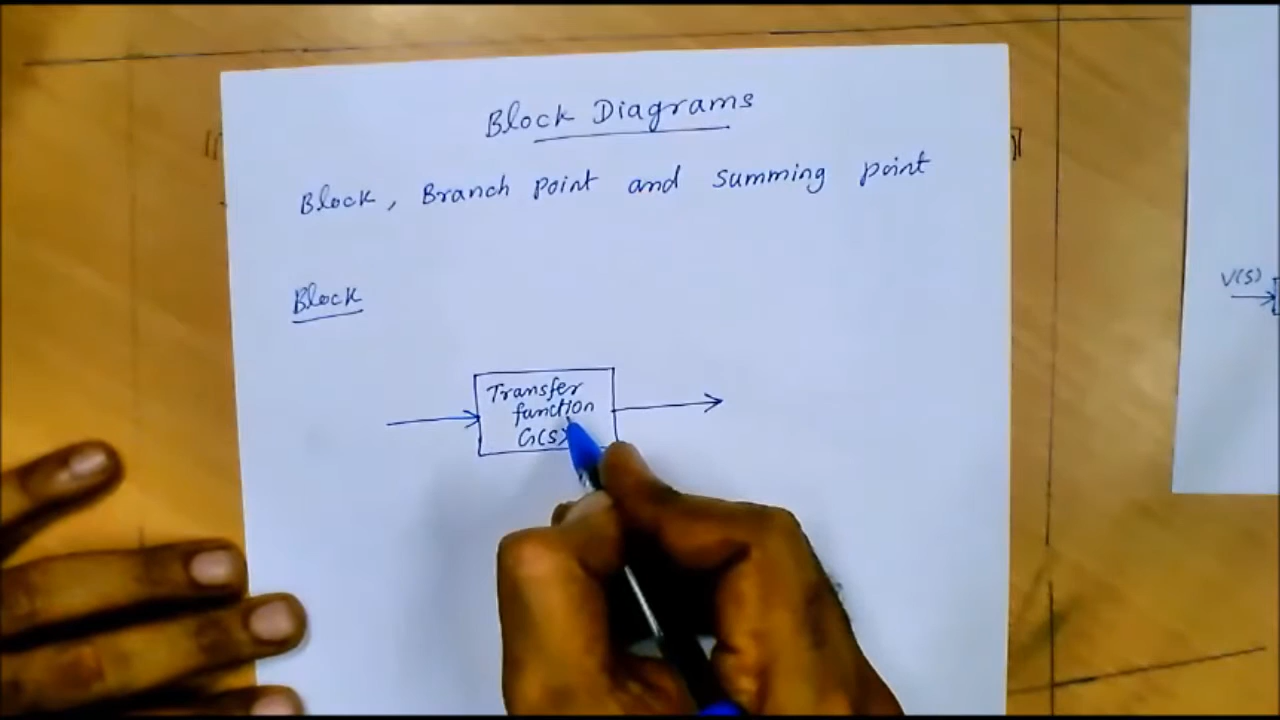 Block Diagrams
Block, Branch point and summing point
Block
Transfer
function
G(s)
V(s)